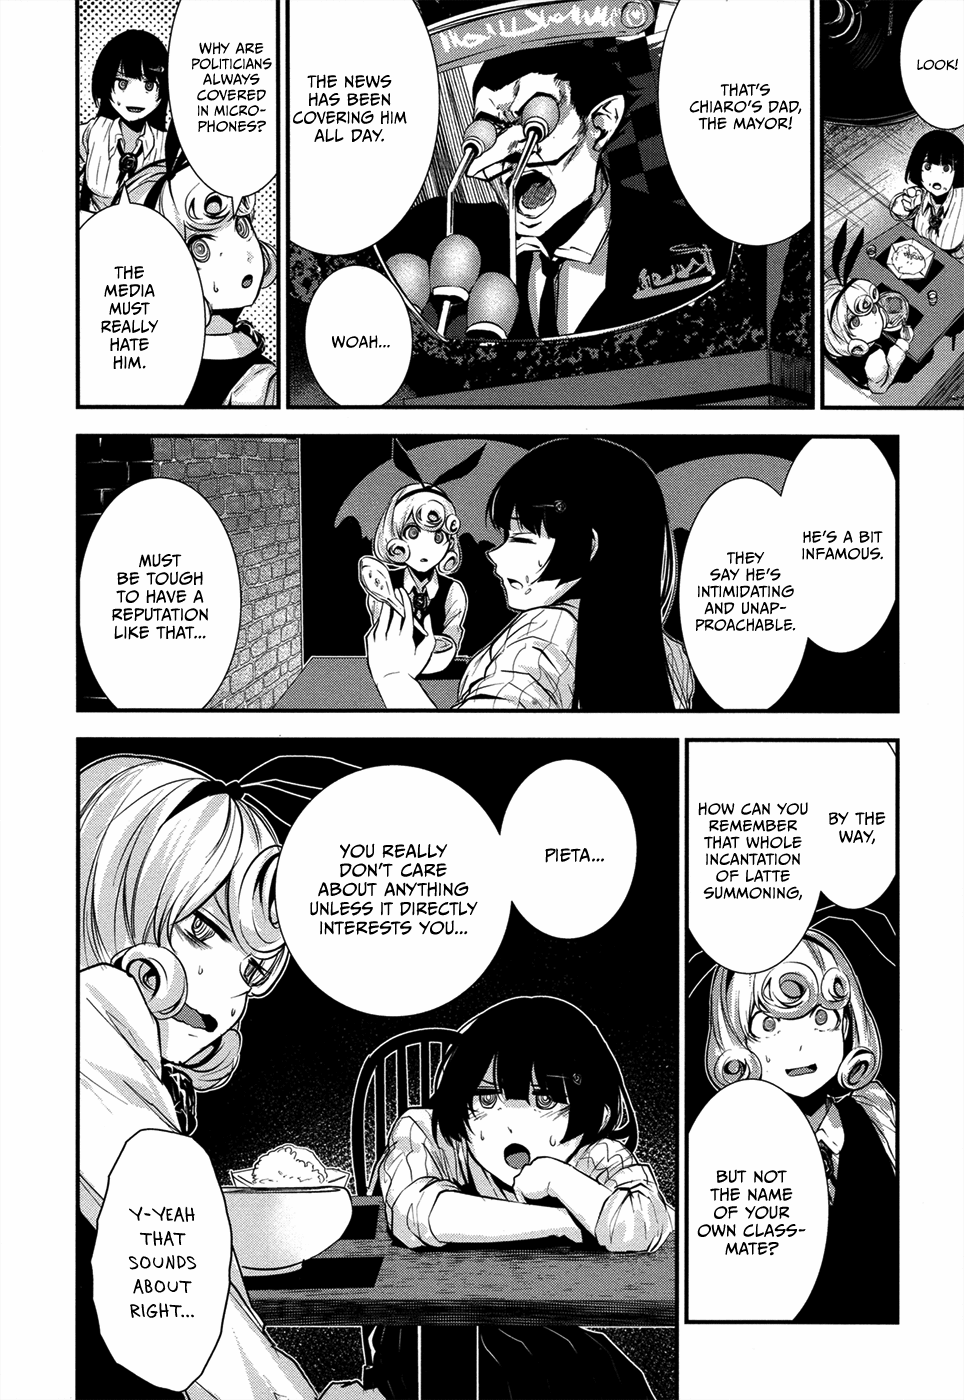 LOOK!
THAT'S
CHIARO'S DAD,
THE MAYOR!
THE NEWS
HAS BEEN
COVERING HIM
ALL DAY.
WOAH...
WHY ARE
POLITICIANS
ALWAYS
COVERED
IN MICRO-
PHONES?
THE
MEDIA
MUST
REALLY
HATE
HIM.
HE'S A BIT
INFAMOUS.
THEY
SAY HE'S
INTIMIDATING
AND UNAP-
PROACHABLE.
MUST
BE TOUGH
TO HAVE A
REPUTATION
LIKE THAT...
BY THE
WAY,
HOW CAN YOU
REMEMBER
THAT WHOLE
INCANTATION
OF LATTE
SUMMONING,
BUT NOT
THE NAME
OF YOUR
OWN CLASS-
MATE?
PIETA...
YOU REALLY
DON'T CARE
ABOUT ANYTHING
UNLESS IT DIRECTLY
INTERESTS YOU...
Y-YEAH
THAT
SOUNDS
ABOUT
RIGHT...